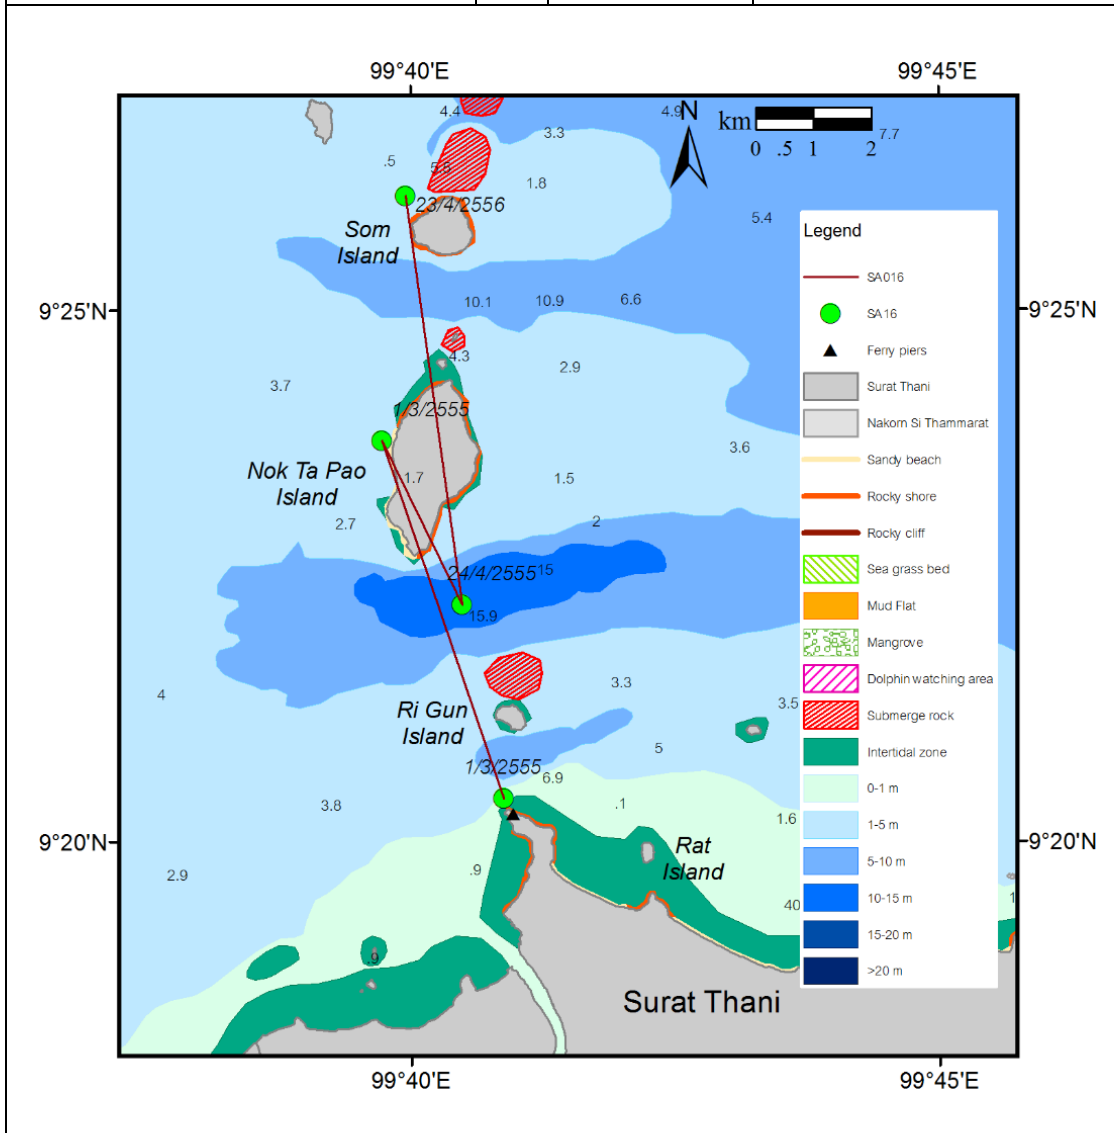 99°40'E
99°45'E
4.4
4.9
N
km
0 .5 1 2
7.7
3.3
.5
5.8
1.8
23/4/2556
5.4
Som
Island
Legend
SA016
SA16
Ferry piers
Surat Thani
Nakorn Si Thammarat
Sandy beach
Rocky shore
Rocky cliff
Sea grass bed
Mud Flat
Mangrove
Dolphin watching area
Submerge rock
Intertidal zone
0-1 m
1-5 m
5-10 m
10-15 m
15-20 m
>20 m
9°25'N
9°25'N
10.1
10.9
6.6
4.3
2.9
3.7
1/3/2555
3.6
Nok Ta Pao
Island
1.7
1.5
2.7
2
24/4/2555
15
15.9
4
3.3
3.5
Ri Gun
Island
5
1/3/2555
6.9
3.8
.1
1.6
9°20'N
9°20'N
Rat
Island
2.9
.9
40
1
.9
Surat Thani
99°40'E
99°45'E